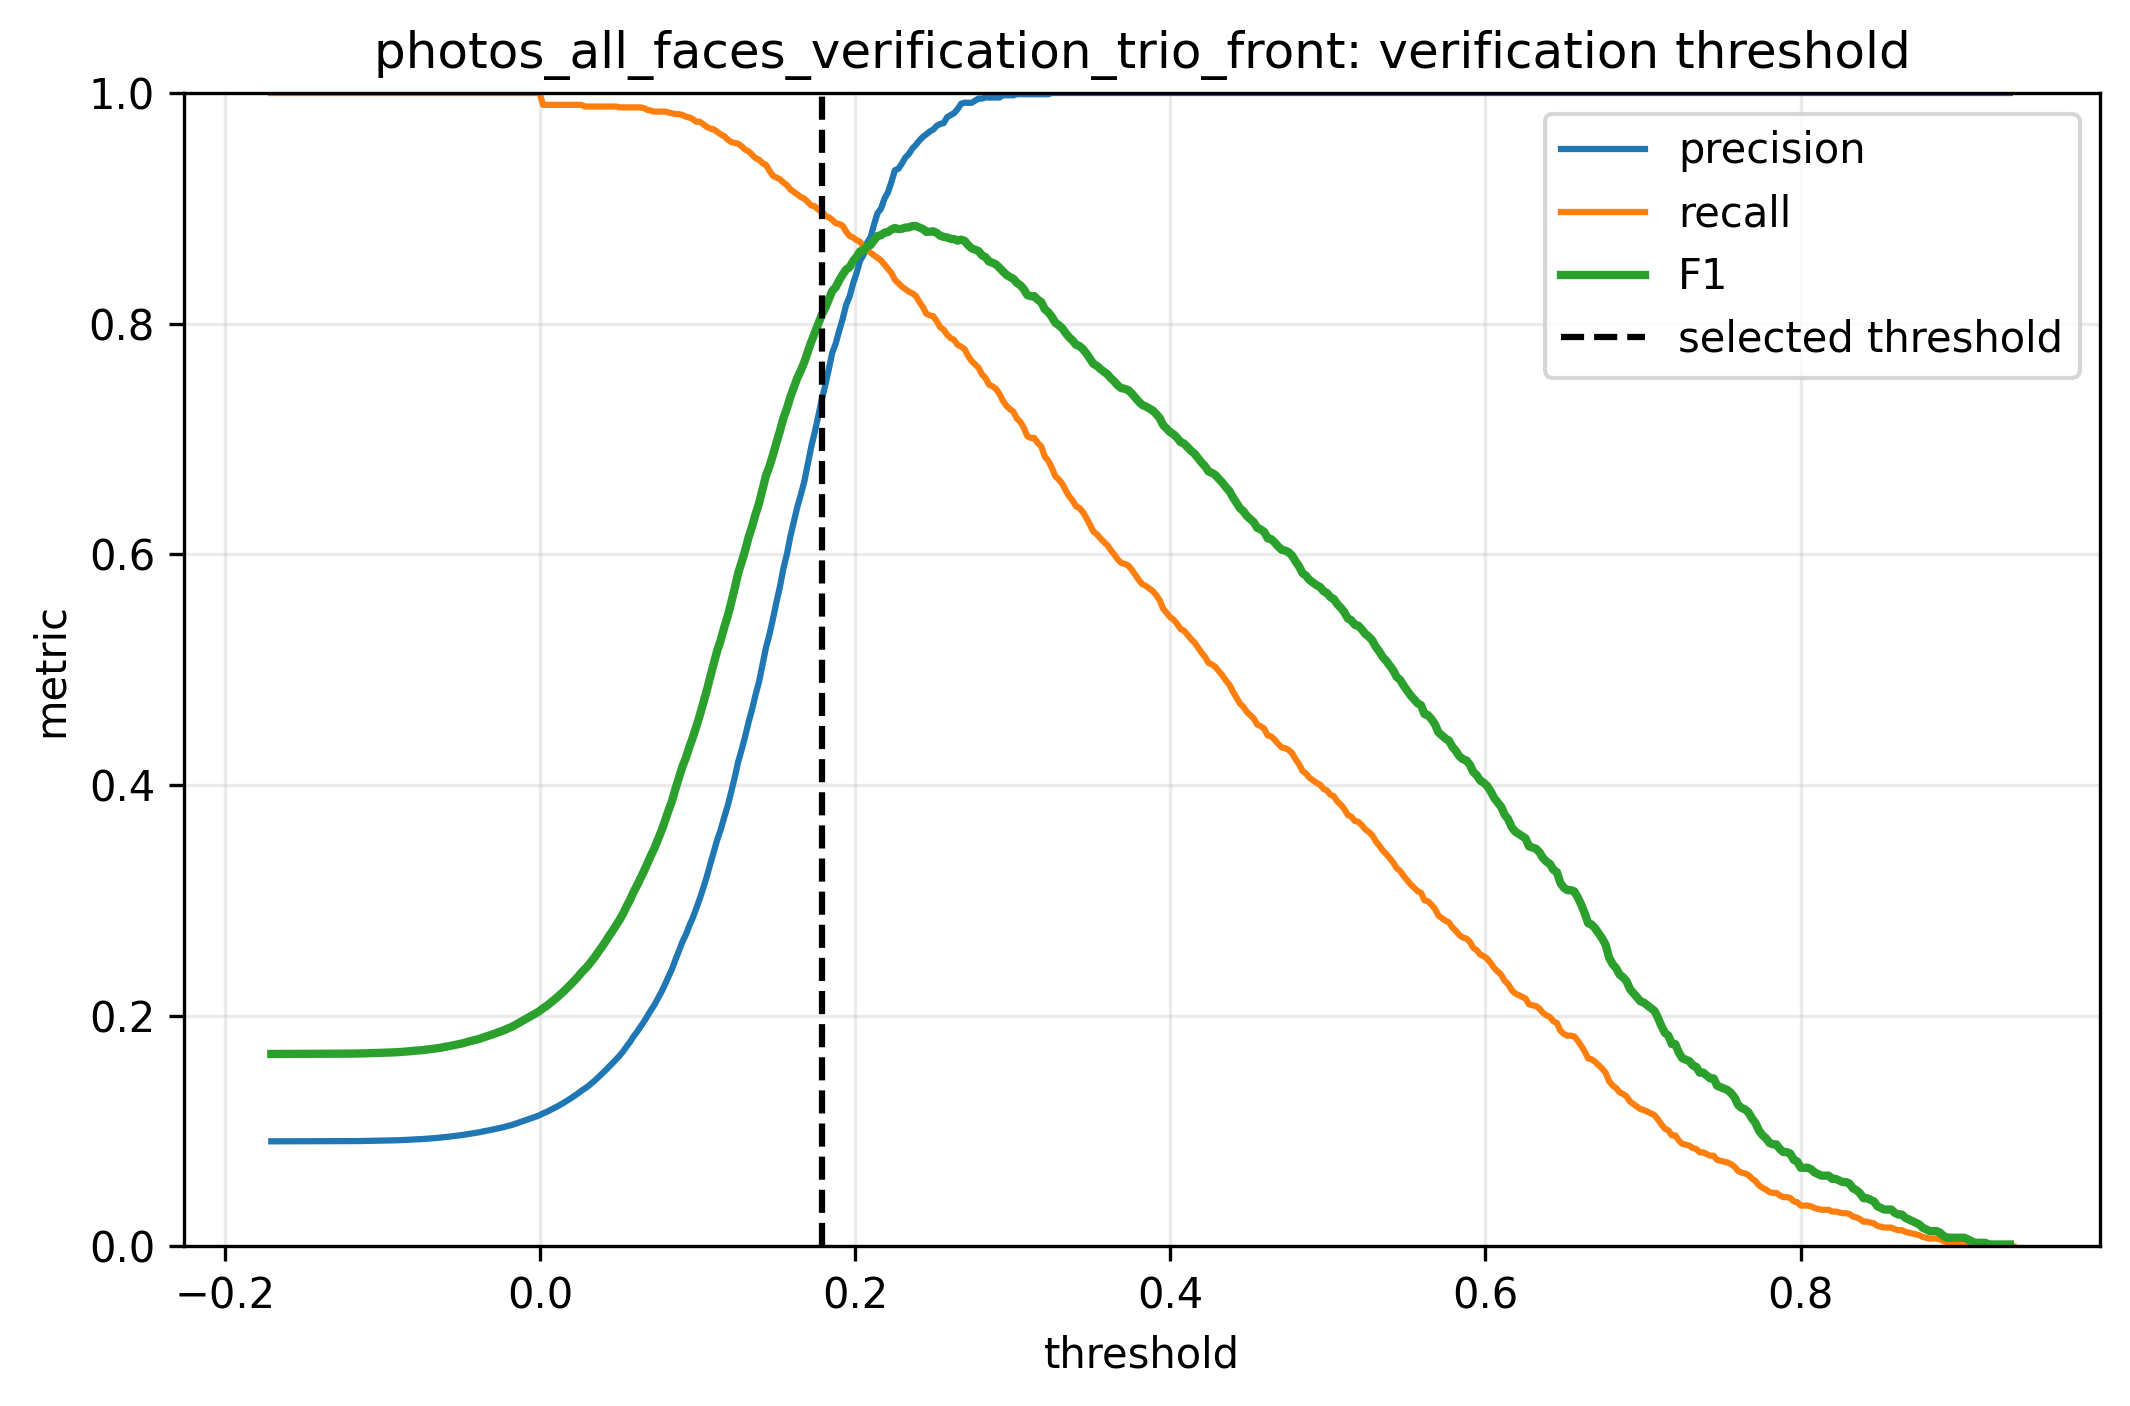 photos_all_faces_verification_trio_front: verification threshold
1.0
0.8
0.6
0.4
0.2
0.0
metric
precision
recall
F1
selected threshold
−0.2 0.0 0.2 0.4 0.6 0.8
threshold